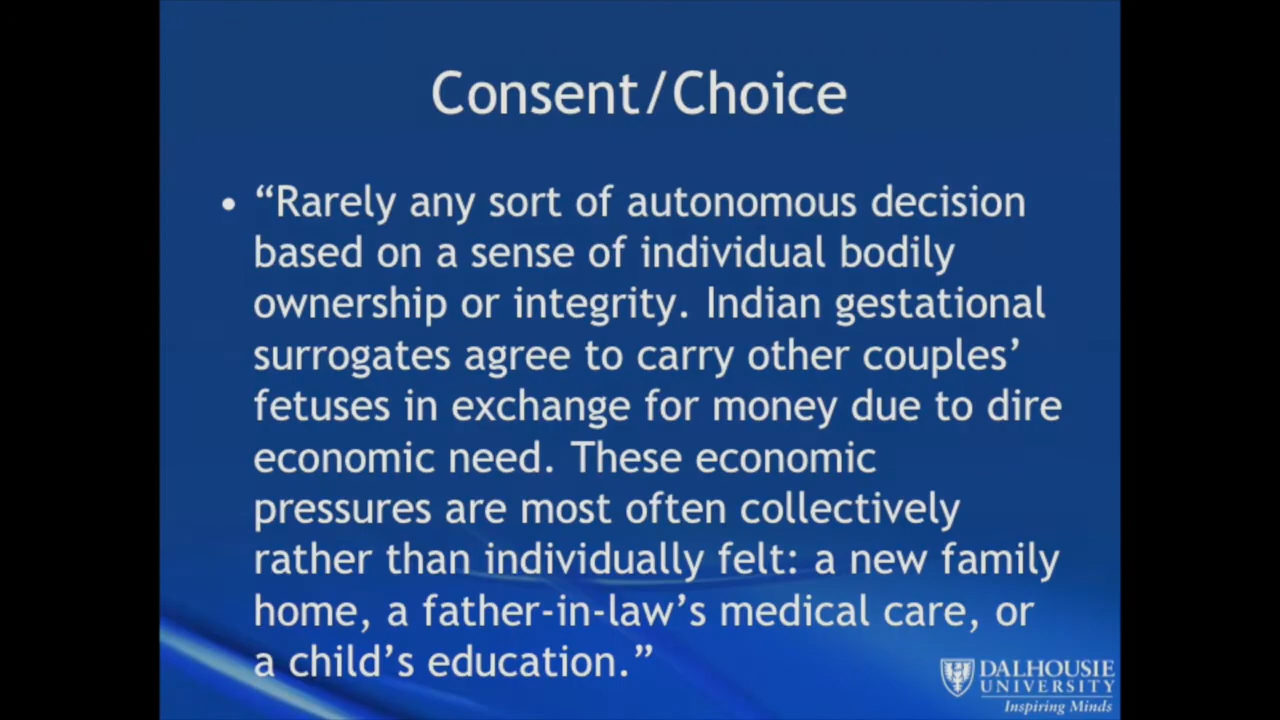 Consent/Choice
• “Rarely any sort of autonomous decision
based on a sense of individual bodily
ownership or integrity. Indian gestational
surrogates agree to carry other couples’
fetuses in exchange for money due to dire
economic need. These economic
pressures are most often collectively
rather than individually felt: a new family
home, a father-in-law’s medical care, or
a child’s education.”
DALHOUSIE
UNIVERSITY
Inspiring Minds